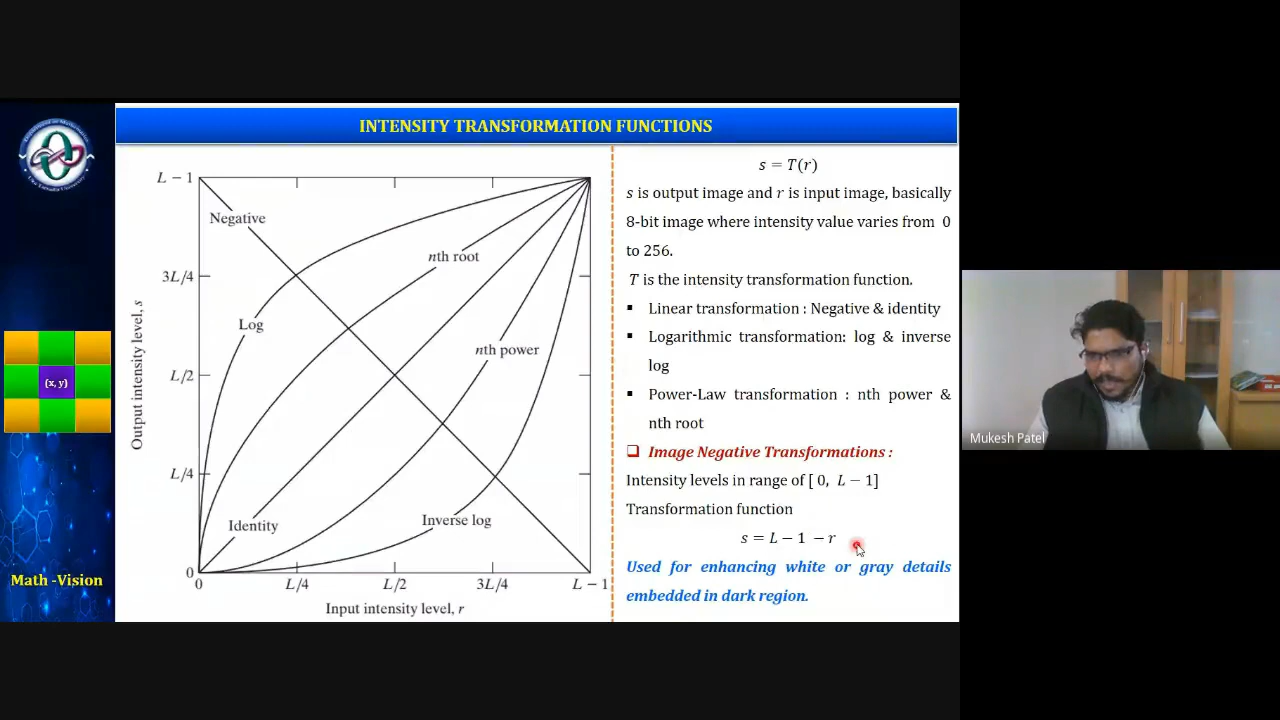 INTENSITY TRANSFORMATION FUNCTIONS
L − 1
3L/4
L/2
L/4
0
Output intensity level, s
Negative
nth root
Log
nth power
Identity
Inverse log
0 L/4 L/2 3L/4 L − 1
Input intensity level, r
s = T(r)
s is output image and r is input image, basically
8-bit image where intensity value varies from 0
to 256.
T is the intensity transformation function.
▪ Linear transformation : Negative & identity
▪ Logarithmic transformation: log & inverse
log
▪ Power-Law transformation : nth power &
nth root
❑ Image Negative Transformations :
Intensity levels in range of [ 0, L − 1]
Transformation function
s = L − 1 − r
Used for enhancing white or gray details
embedded in dark region.
(x, y)
Math -Vision
Mukesh Patel